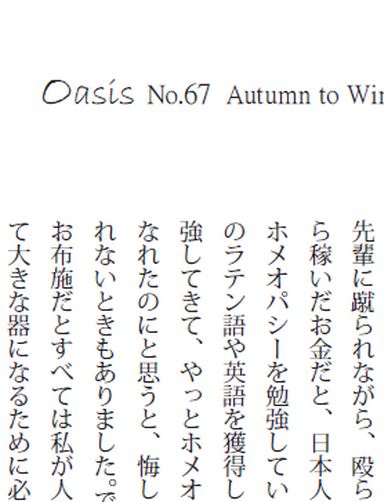 Oasis No.67 Autumn to Win
先輩に蹴られながら、殴ら
ら稼いだお金だと、日本人
ホメオパシーを勉強してい
のラテン語や英語を獲得し
強してきて、やっとホメオ
なれたのにと思うと、悔し
れないときもありました。で
お布施だとすべては私が人
て大きな器になるために必